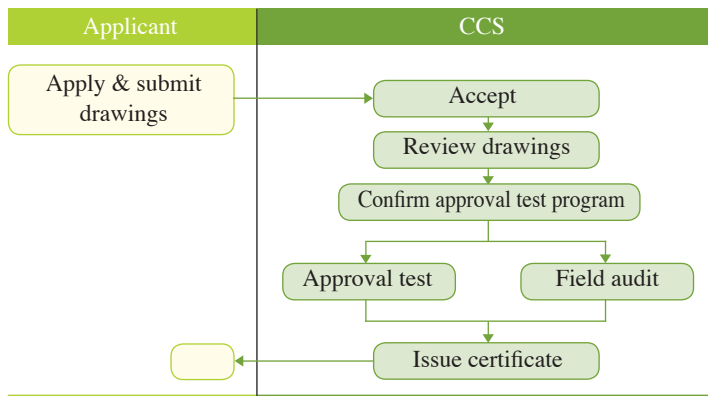 Applicant
CCS
Apply & submit
drawings
Accept
Review drawings
Confirm approval test program
Approval test
Field audit
Issue certificate